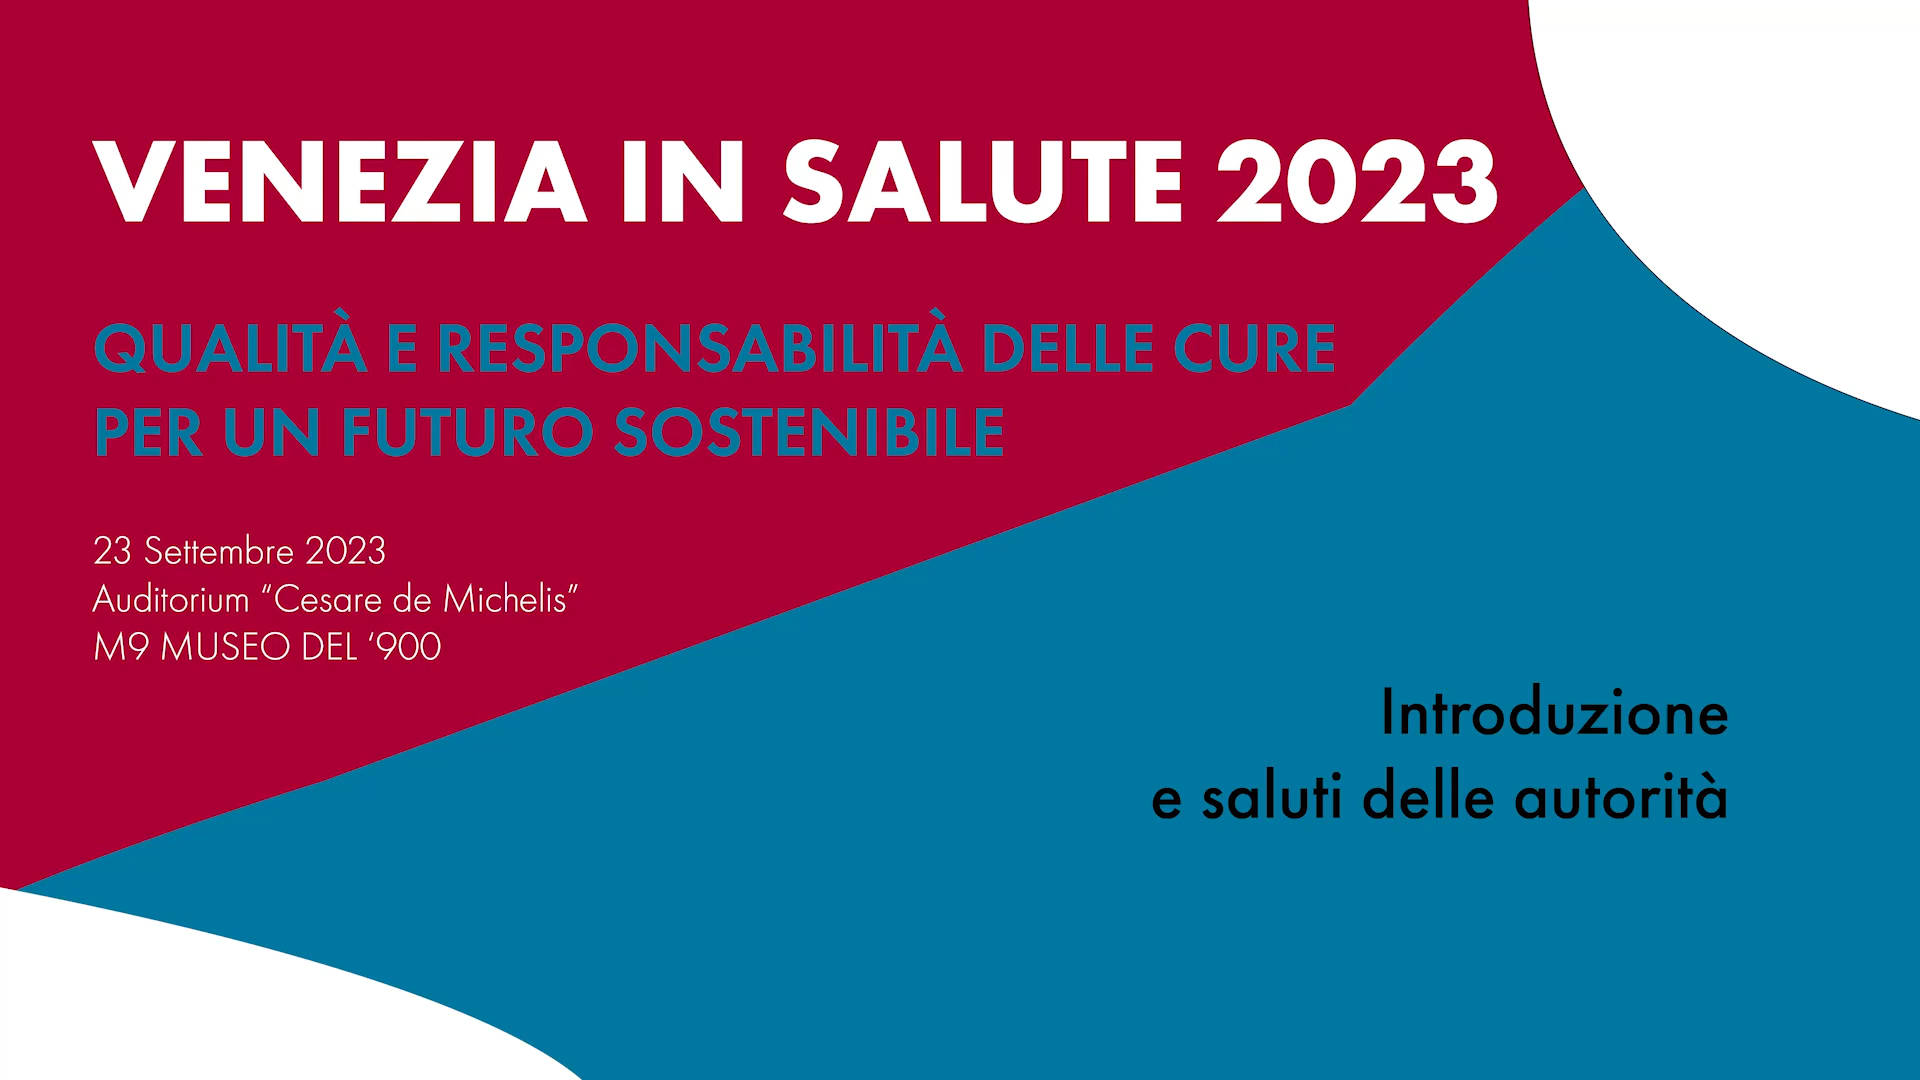 VENEZIA IN SALUTE 2023
QUALITÀ E RESPONSABILITÀ DELLE CURE
PER UN FUTURO SOSTENIBILE
23 Settembre 2023
Auditorium “Cesare de Michelis”
M9 MUSEO DEL ‘900
Introduzione
e saluti delle autorità